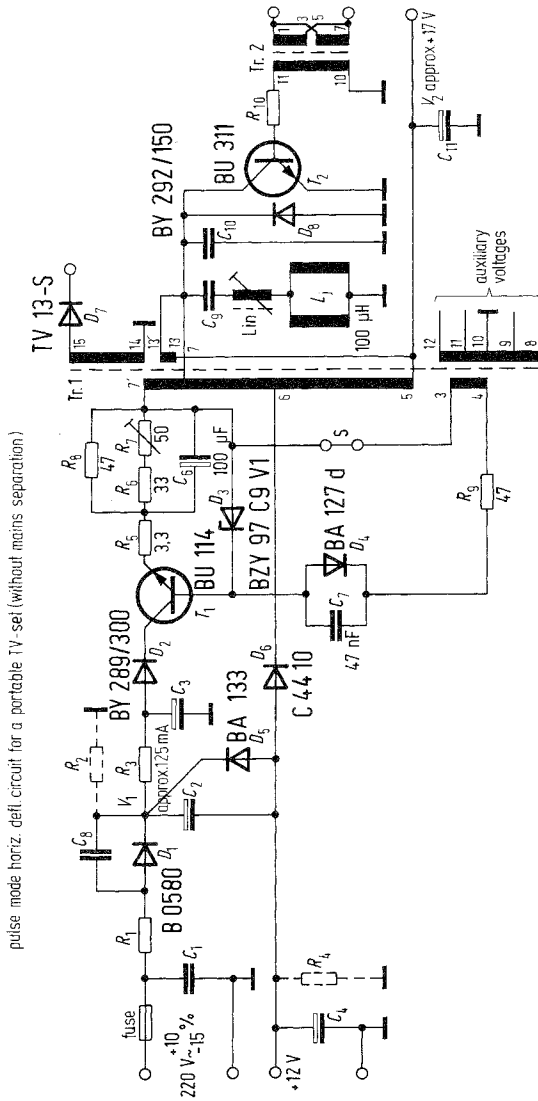 pulse mode horiz. defl. circuit for a portable TV-set (without mains separation)
fuse
220 V~ +10 -15 %
R1
C1
C8
D1
B 0580
R2
V1
approx. 125 mA
R3
C2
C3
BY 289/300
D2
T1
BU 114
R5
3,3
R6
33
R7
50
R8
47
C6
100 µF
D3
BZY 97 C9 V1
BA 133
D5
D6
C 4410
+12 V
C4
R4
C7
47 nF
BA 127 d
D4
R9
47
S
Tr.1
7'
6
5
3
4
TV 13-S
D7
15
14
13'
13
7
12
11
10
9
8
auxiliary
voltages
C9
Lin
Lj
100 µH
C10
D8
BY 292/150
BU 311
T2
R10
Tr. 2
11
10
1
3
5
7
V2 approx + 17 V
C11